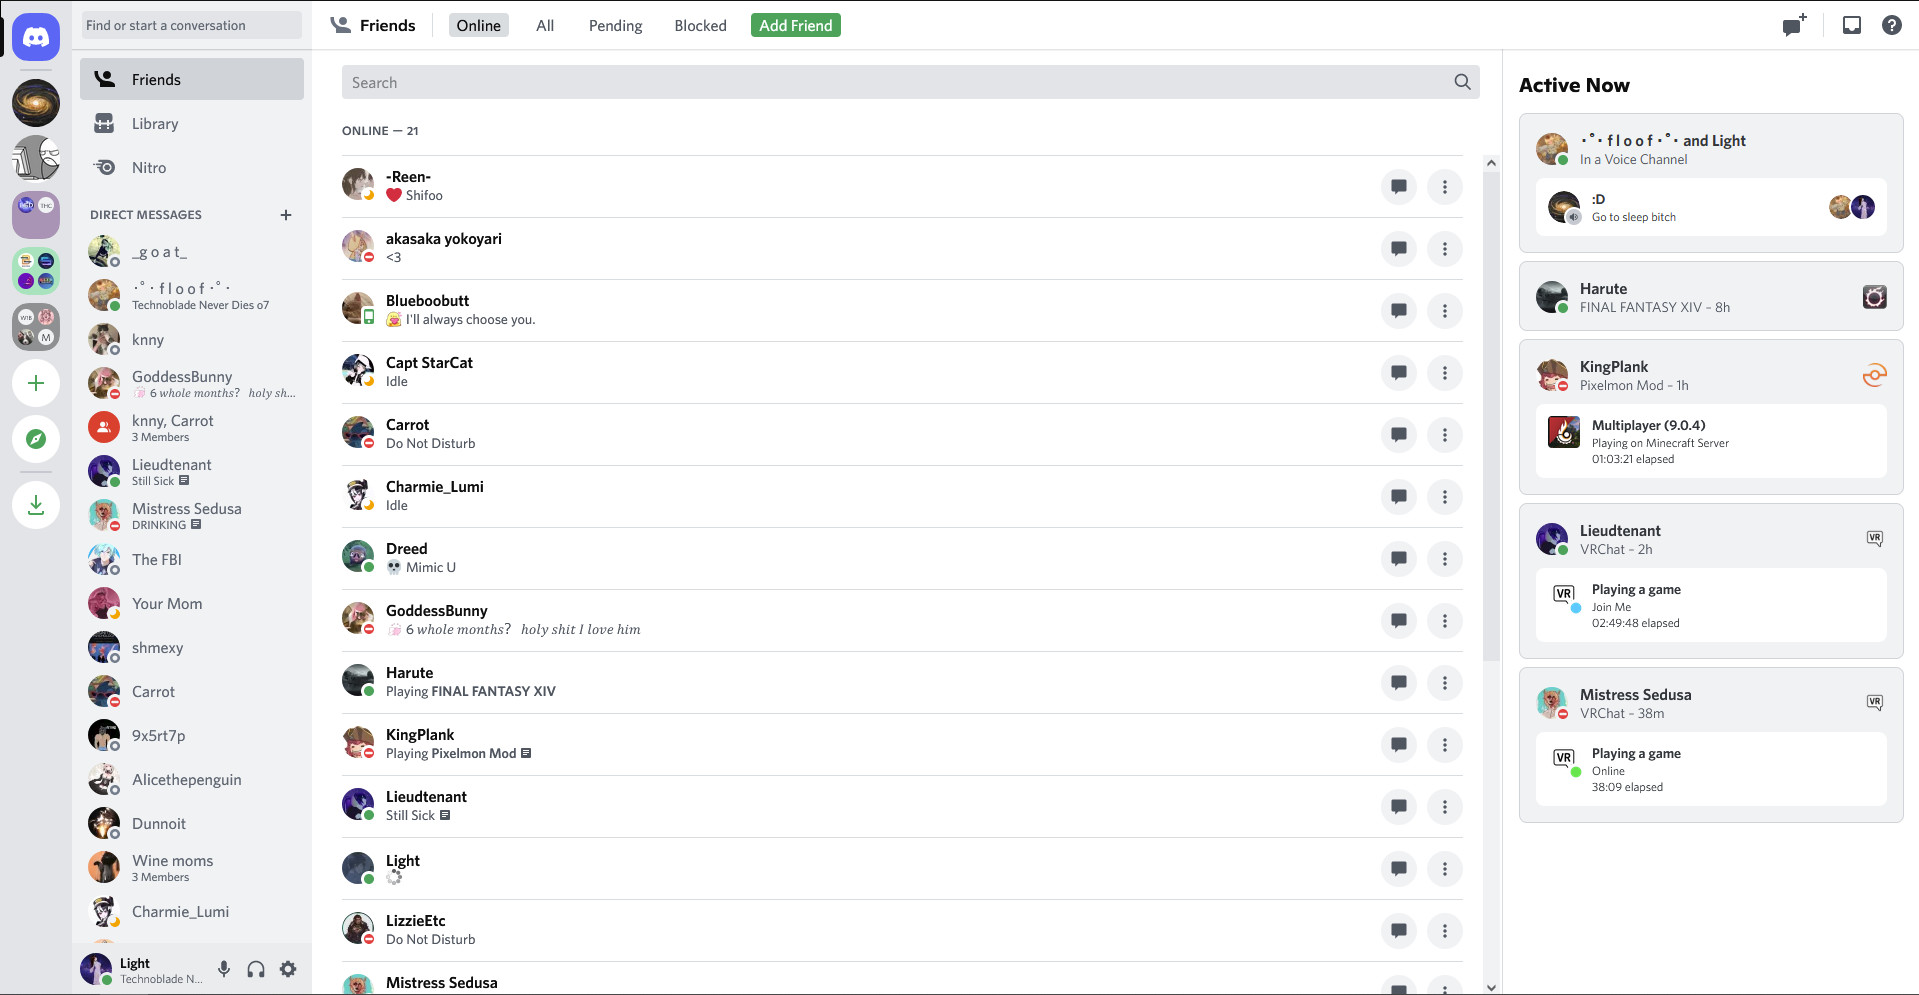 Find or start a conversation
Friends
Library
Nitro
DIRECT MESSAGES
_g o a t_
･ﾟ･ f l o o f ･ﾟ･
Technoblade Never Dies o7
knny
GoddessBunny
6 whole months? holy sh...
knny, Carrot
3 Members
Lieudtenant
Still Sick
Mistress Sedusa
DRINKING
The FBI
Your Mom
shmexy
Carrot
9x5rt7p
Alicethepenguin
Dunnoit
Wine moms
3 Members
Charmie_Lumi
Light
Technoblade N...
Friends
Online
All
Pending
Blocked
Add Friend
Search
ONLINE — 21
-Reen-
❤️ Shifoo
akasaka yokoyari
<3
Blueboobutt
I'll always choose you.
Capt StarCat
Idle
Carrot
Do Not Disturb
Charmie_Lumi
Idle
Dreed
💀 Mimic U
GoddessBunny
6 whole months? holy shit I love him
Harute
Playing FINAL FANTASY XIV
KingPlank
Playing Pixelmon Mod
Lieudtenant
Still Sick
Light
LizzieEtc
Do Not Disturb
Mistress Sedusa
Active Now
･ﾟ･ f l o o f ･ﾟ･ and Light
In a Voice Channel
:D
Go to sleep bitch
Harute
FINAL FANTASY XIV – 8h
KingPlank
Pixelmon Mod – 1h
Multiplayer (9.0.4)
Playing on Minecraft Server
01:03:21 elapsed
Lieudtenant
VRChat – 2h
VR
VR
Playing a game
Join Me
02:49:48 elapsed
Mistress Sedusa
VRChat – 38m
VR
VR
Playing a game
Online
38:09 elapsed